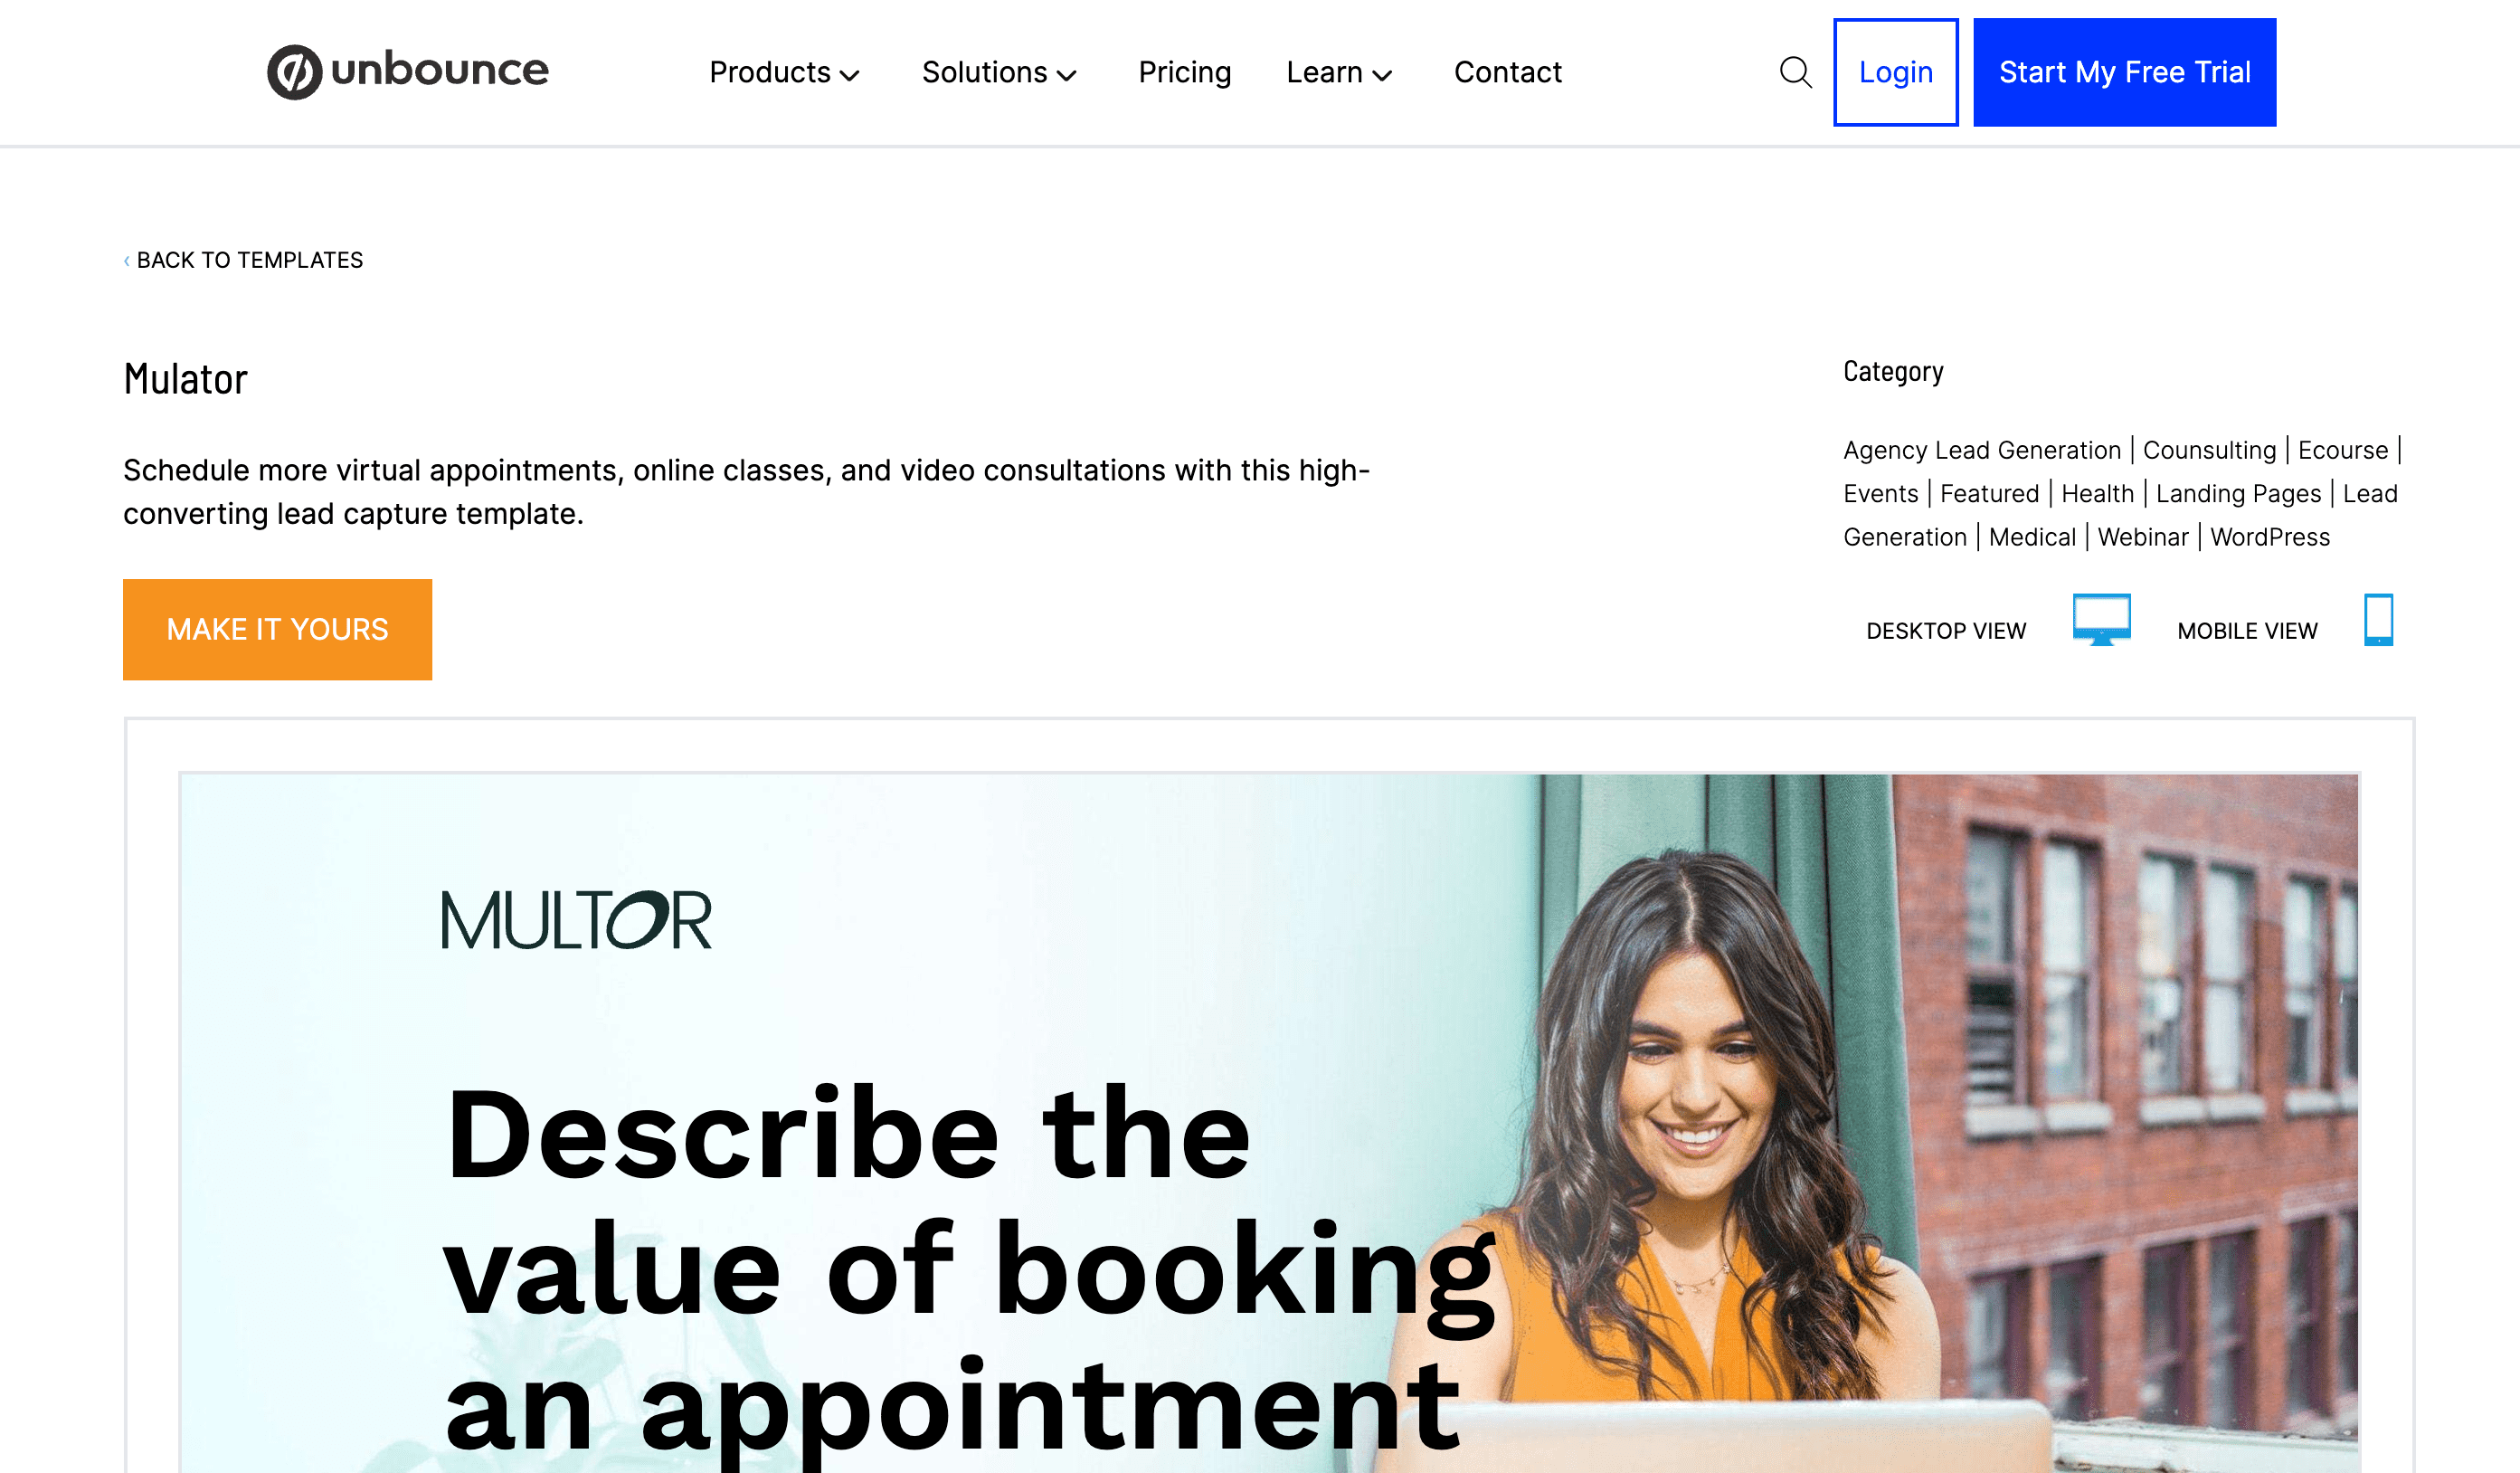 unbounce
Products
Solutions
Pricing
Learn
Contact
Login
Start My Free Trial
‹ BACK TO TEMPLATES
Mulator
Schedule more virtual appointments, online classes, and video consultations with this high-
converting lead capture template.
MAKE IT YOURS
Category
Agency Lead Generation | Counsulting | Ecourse |
Events | Featured | Health | Landing Pages | Lead
Generation | Medical | Webinar | WordPress
DESKTOP VIEW
MOBILE VIEW
MULTOR
Describe the
value of booking
an appointment